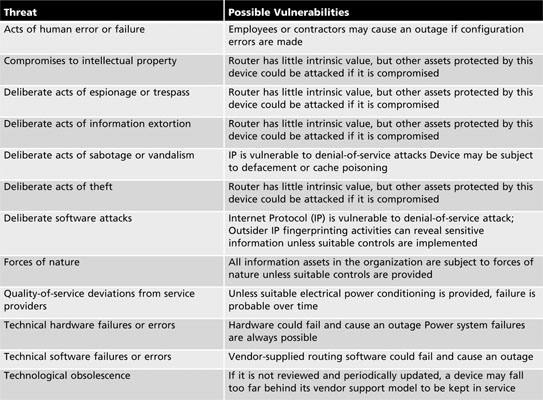 Threat
Possible Vulnerabilities
Acts of human error or failure
Employees or contractors may cause an outage if configuration
errors are made
Compromises to intellectual property
Router has little intrinsic value, but other assets protected by this
device could be attacked if it is compromised
Deliberate acts of espionage or trespass
Router has little intrinsic value, but other assets protected by this
device could be attacked if it is compromised
Deliberate acts of information extortion
Router has little intrinsic value, but other assets protected by this
device could be attacked if it is compromised
Deliberate acts of sabotage or vandalism
IP is vulnerable to denial-of-service attacks Device may be subject
to defacement or cache poisoning
Deliberate acts of theft
Router has little intrinsic value, but other assets protected by this
device could be attacked if it is compromised
Deliberate software attacks
Internet Protocol (IP) is vulnerable to denial-of-service attack;
Outsider IP fingerprinting activities can reveal sensitive
information unless suitable controls are implemented
Forces of nature
All information assets in the organization are subject to forces of
nature unless suitable controls are provided
Quality-of-service deviations from service
providers
Unless suitable electrical power conditioning is provided, failure is
probable over time
Technical hardware failures or errors
Hardware could fail and cause an outage Power system failures
are always possible
Technical software failures or errors
Vendor-supplied routing software could fail and cause an outage
Technological obsolescence
If it is not reviewed and periodically updated, a device may fall
too far behind its vendor support model to be kept in service